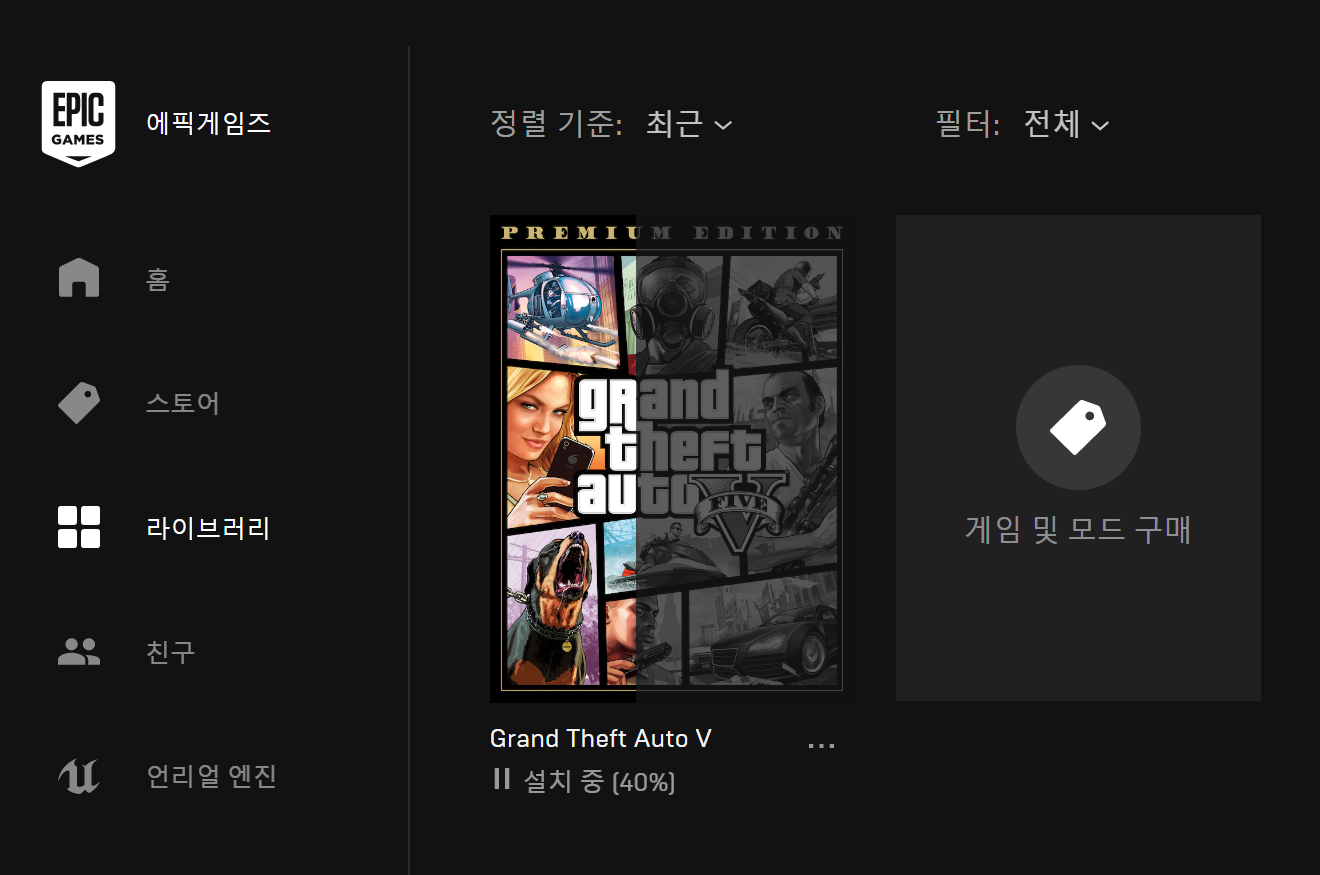 EPIC
GAMES
에픽게임즈
홈
스토어
라이브러리
친구
언리얼 엔진
정렬 기준: 최근
필터: 전체
PREMIUM EDITION
grand
theft
auto V
FIVE
게임 및 모드 구매
Grand Theft Auto V
...
설치 중 (40%)